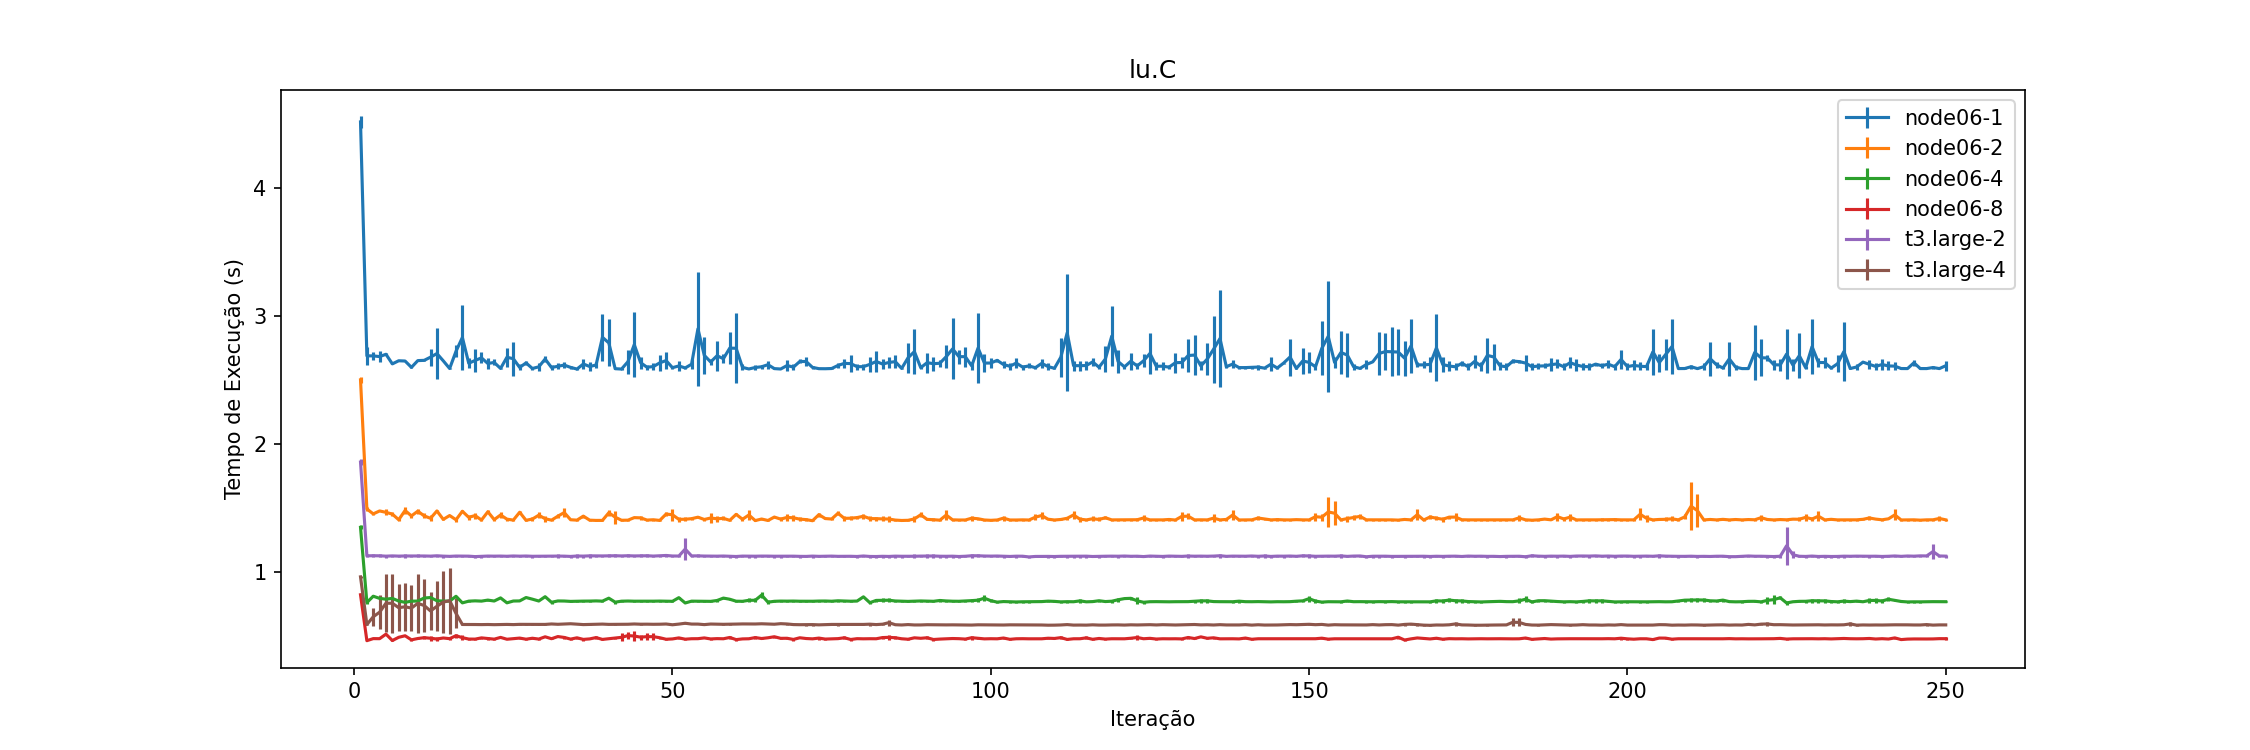 lu.C
Tempo de Execução (s)
4
3
2
1
0
50
100
150
200
250
Iteração
node06-1
node06-2
node06-4
node06-8
t3.large-2
t3.large-4